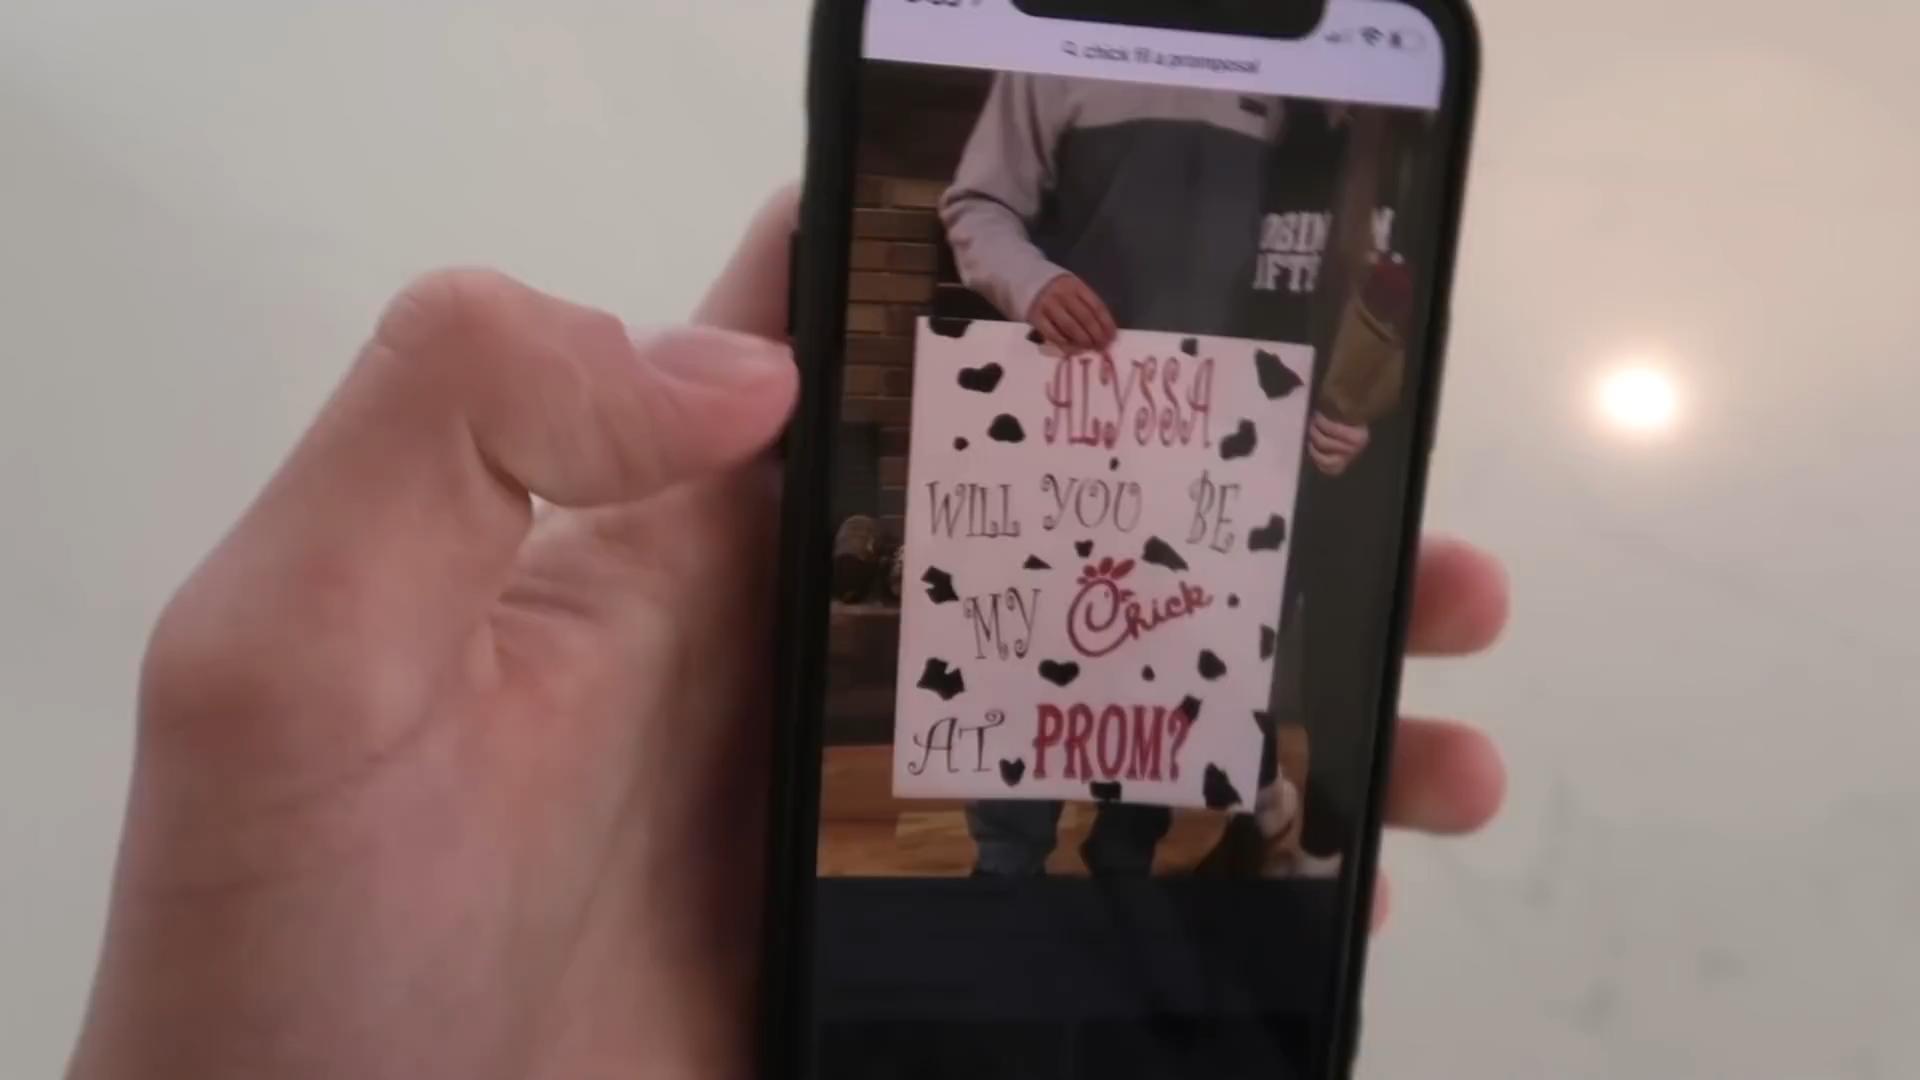 chick fil a promposal
ALYSSA
WILL YOU BE
MY Chick
AT PROM?